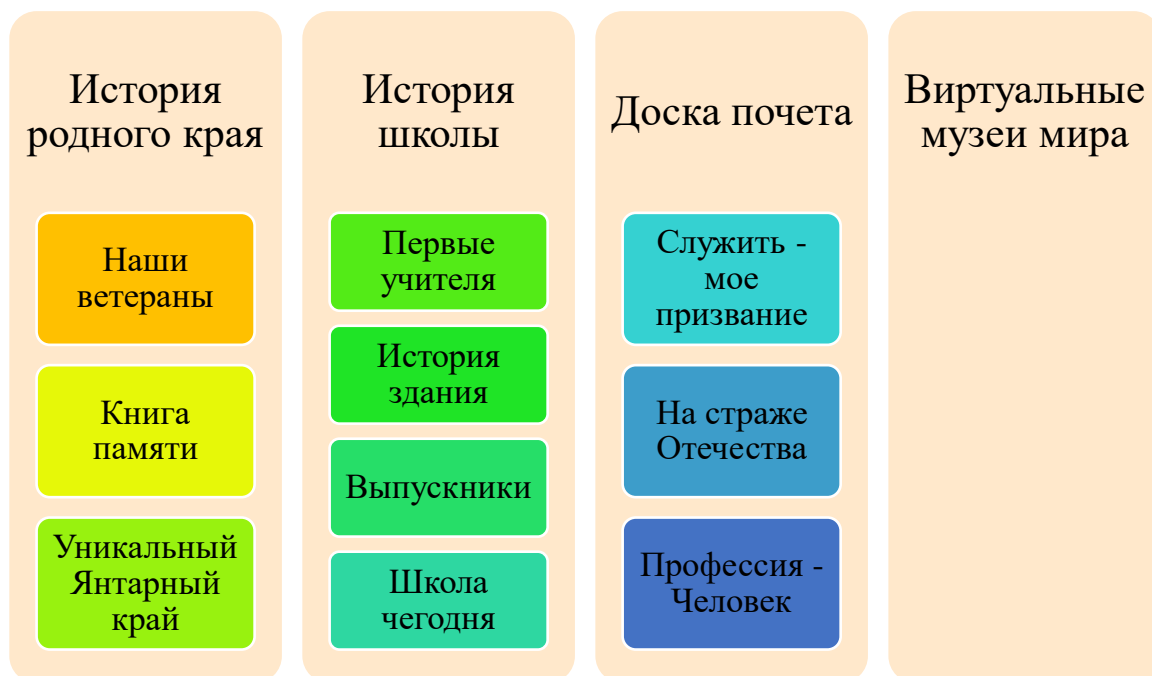 История
родного края
Наши
ветераны
Книга
памяти
Уникальный
Янтарный
край
История
школы
Первые
учителя
История
здания
Выпускники
Школа
чегодня
Доска почета
Служить -
мое
призвание
На страже
Отечества
Профессия -
Человек
Виртуальные
музеи мира